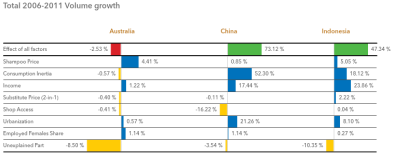 Total 2006-2011 Volume growth
Australia China Indonesia
Effect of all factors -2.53 % 73.12 % 47.34 %
Shampoo Price 4.41 % 0.85 % 5.05 %
Consumption Inertia -0.57 % 52.30 % 18.12 %
Income 1.22 % 17.44 % 23.86 %
Substitute Price (2-in-1) -0.40 % -0.11 % 2.22 %
Shop Access -0.41 % -16.22 % 0.04 %
Urbanization 0.57 % 21.26 % 8.10 %
Employed Females Share 1.14 % 1.14 % 0.27 %
Unexplained Part -8.50 % -3.54 % -10.35 %